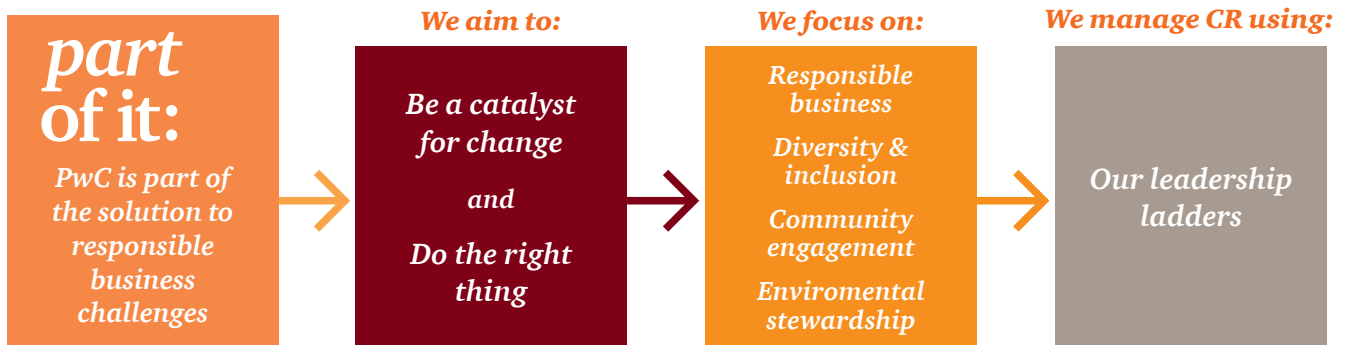 part
of it:
PwC is part of
the solution to
responsible
business
challenges
We aim to:
Be a catalyst
for change
and
Do the right
thing
We focus on:
Responsible
business
Diversity &
inclusion
Community
engagement
Enviromental
stewardship
We manage CR using:
Our leadership
ladders